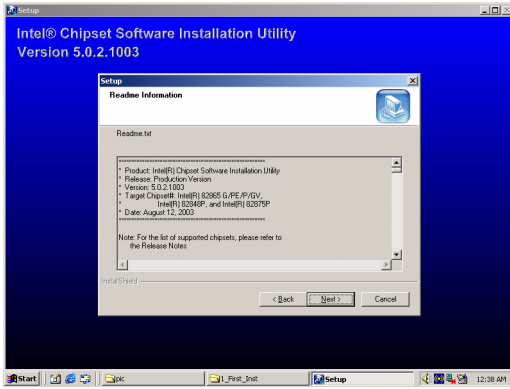 Setup
Intel® Chipset Software Installation Utility
Version 5.0.2.1003
Setup
Readme Information
Readme.txt
************************************************************
* Product: Intel(R) Chipset Software Installation Utility
* Release: Production Version
* Version: 5.0.2.1003
* Target Chipset#: Intel(R) 82865 G/PE/P/GV,
* Intel(R) 82848P, and Intel(R) 82875P
* Date: August 12, 2003
************************************************************
Note: For the list of supported chipsets, please refer to
the Release Notes
InstallShield
< Back Next > Cancel
Start pic 1_First_Inst Setup 12:38 AM